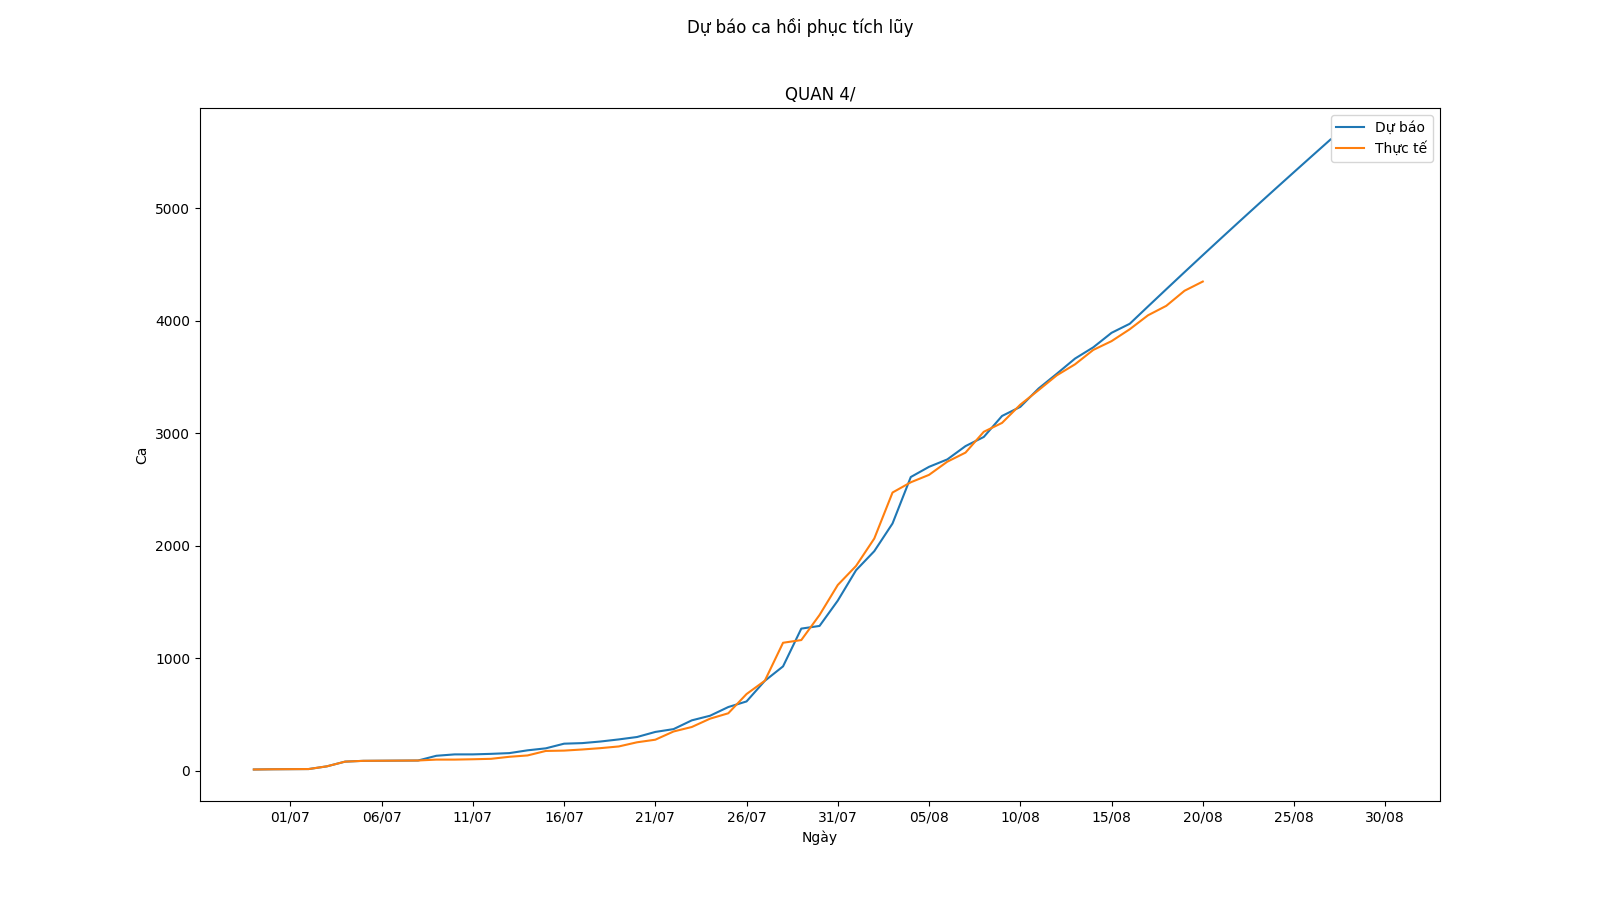 Dự báo ca hồi phục tích lũy
QUAN 4/
Dự báo
Thực tế
Ca
5000
4000
3000
2000
1000
0
01/07 06/07 11/07 16/07 21/07 26/07 31/07 05/08 10/08 15/08 20/08 25/08 30/08
Ngày